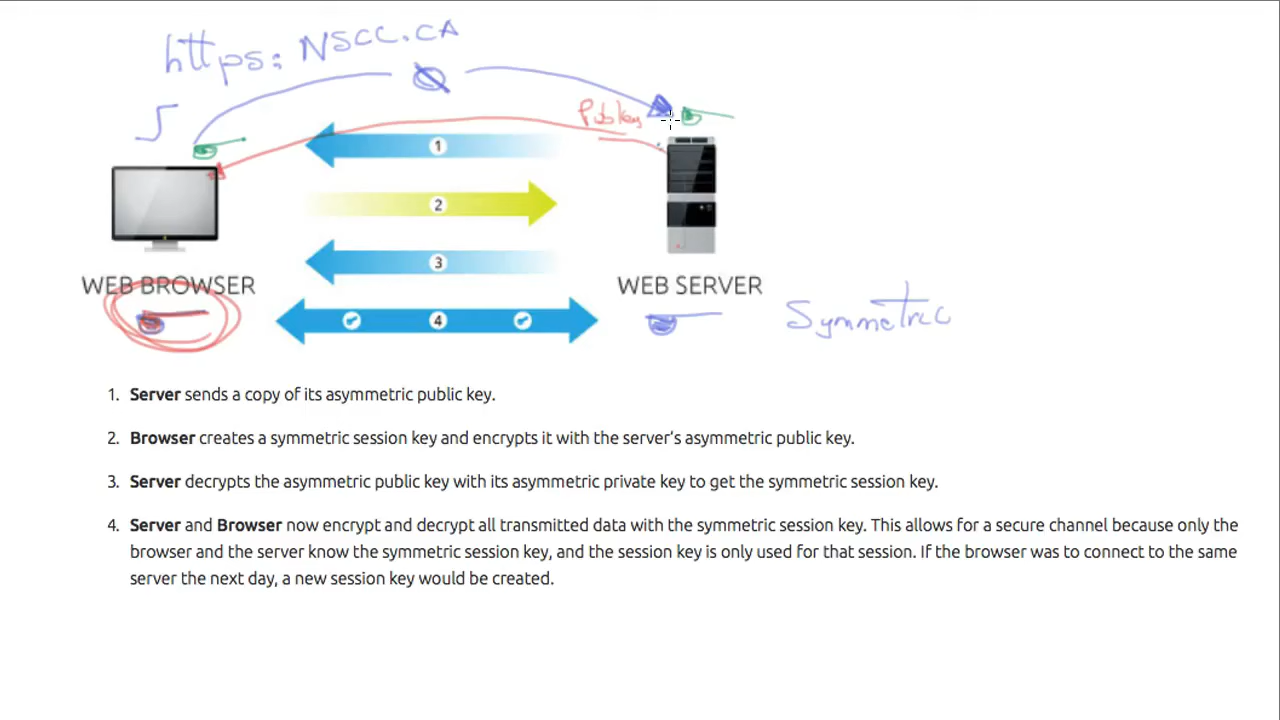 https: NSCC.CA
Pub key
1
2
3
4
WEB BROWSER
WEB SERVER
Symmetric
1. Server sends a copy of its asymmetric public key.
2. Browser creates a symmetric session key and encrypts it with the server's asymmetric public key.
3. Server decrypts the asymmetric public key with its asymmetric private key to get the symmetric session key.
4. Server and Browser now encrypt and decrypt all transmitted data with the symmetric session key. This allows for a secure channel because only the
browser and the server know the symmetric session key, and the session key is only used for that session. If the browser was to connect to the same
server the next day, a new session key would be created.